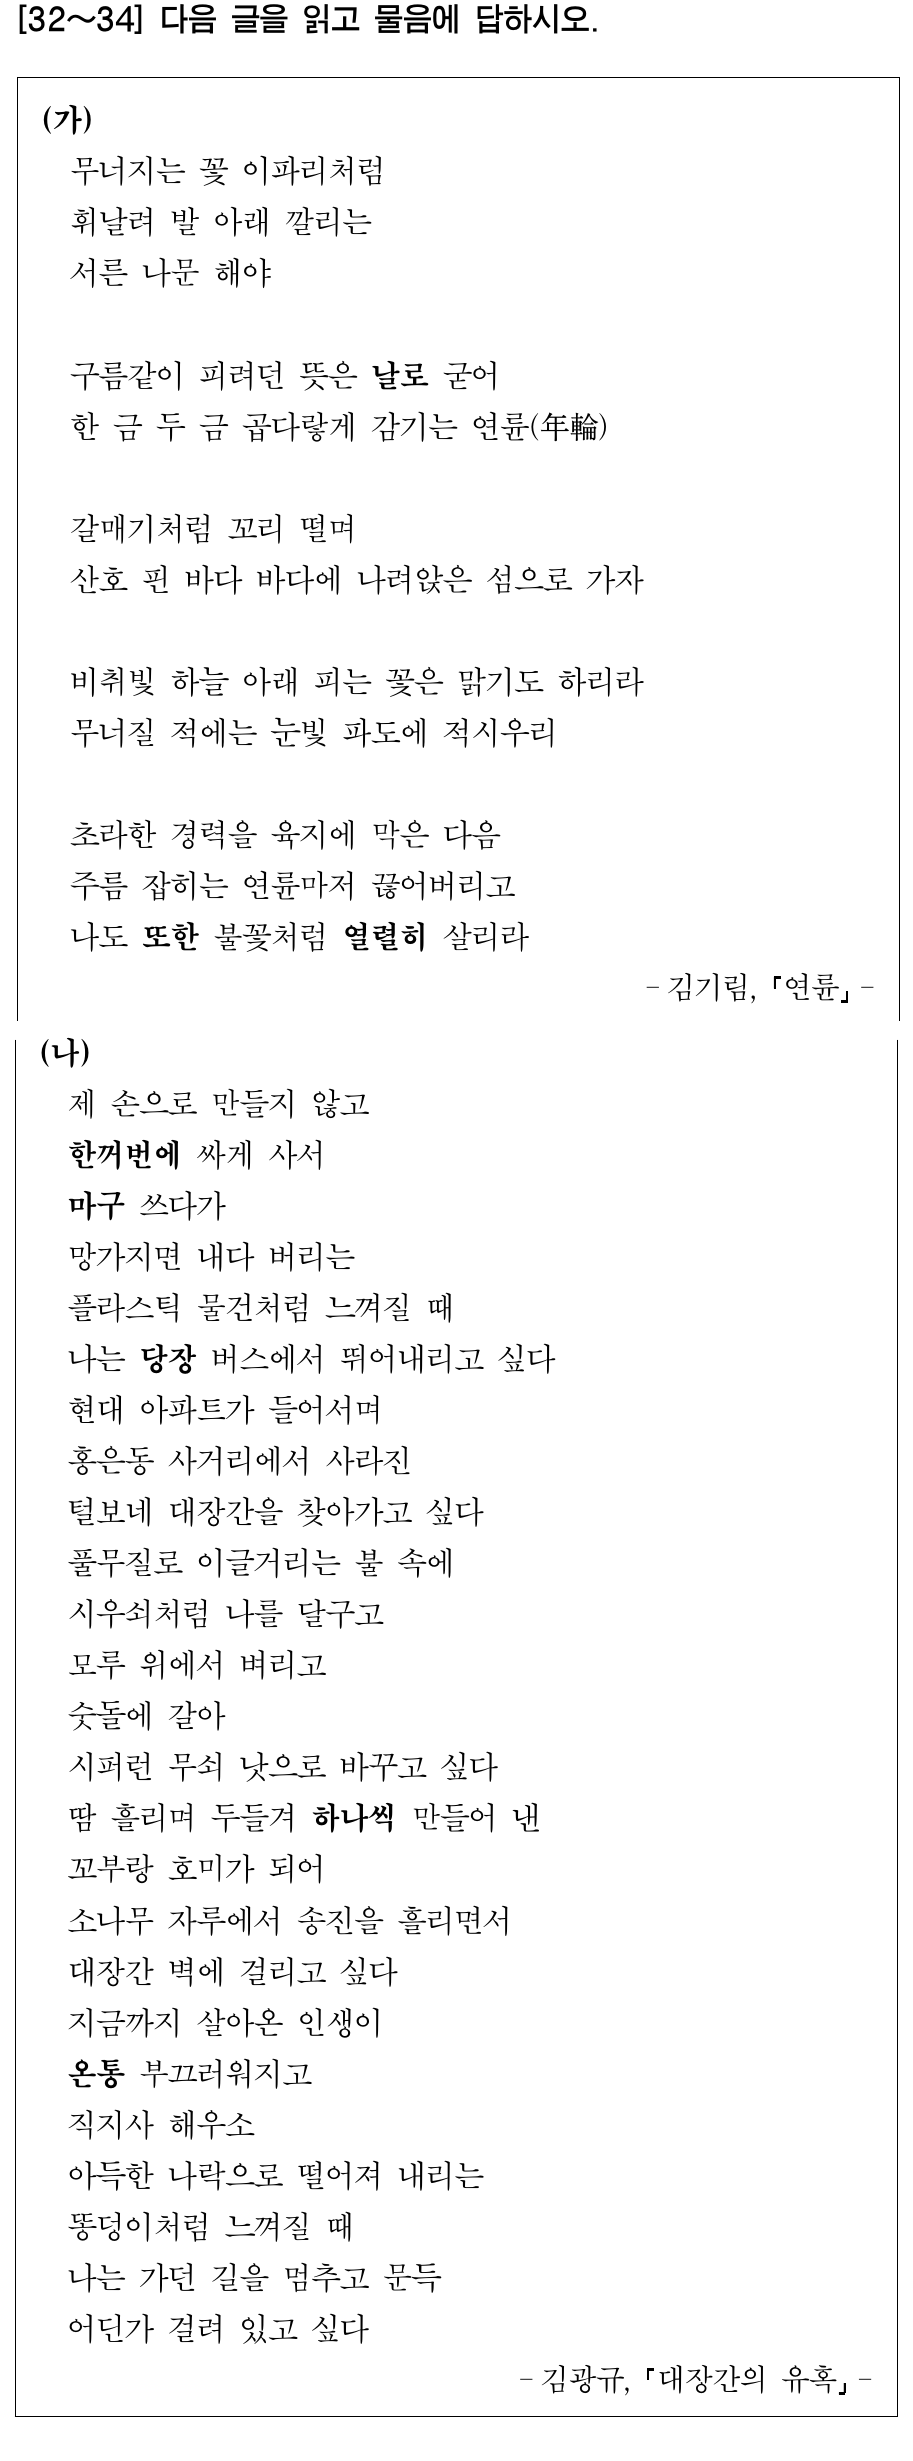 [32～34] 다음 글을 읽고 물음에 답하시오.
(가)
무너지는 꽃 이파리처럼
휘날려 발 아래 깔리는
서른 나문 해야
구름같이 피려던 뜻은 날로 굳어
한 금 두 금 곱다랗게 감기는 연륜(年輪)
갈매기처럼 꼬리 떨며
산호 핀 바다 바다에 나려앉은 섬으로 가자
비취빛 하늘 아래 피는 꽃은 맑기도 하리라
무너질 적에는 눈빛 파도에 적시우리
초라한 경력을 육지에 막은 다음
주름 잡히는 연륜마저 끊어버리고
나도 또한 불꽃처럼 열렬히 살리라
- 김기림, ｢연륜｣ -
(나)
제 손으로 만들지 않고
한꺼번에 싸게 사서
마구 쓰다가
망가지면 내다 버리는
플라스틱 물건처럼 느껴질 때
나는 당장 버스에서 뛰어내리고 싶다
현대 아파트가 들어서며
홍은동 사거리에서 사라진
털보네 대장간을 찾아가고 싶다
풀무질로 이글거리는 불 속에
시우쇠처럼 나를 달구고
모루 위에서 벼리고
숫돌에 갈아
시퍼런 무쇠 낫으로 바꾸고 싶다
땀 흘리며 두들겨 하나씩 만들어 낸
꼬부랑 호미가 되어
소나무 자루에서 송진을 흘리면서
대장간 벽에 걸리고 싶다
지금까지 살아온 인생이
온통 부끄러워지고
직지사 해우소
아득한 나락으로 떨어져 내리는
똥덩이처럼 느껴질 때
나는 가던 길을 멈추고 문득
어딘가 걸려 있고 싶다
- 김광규, ｢대장간의 유혹｣ -